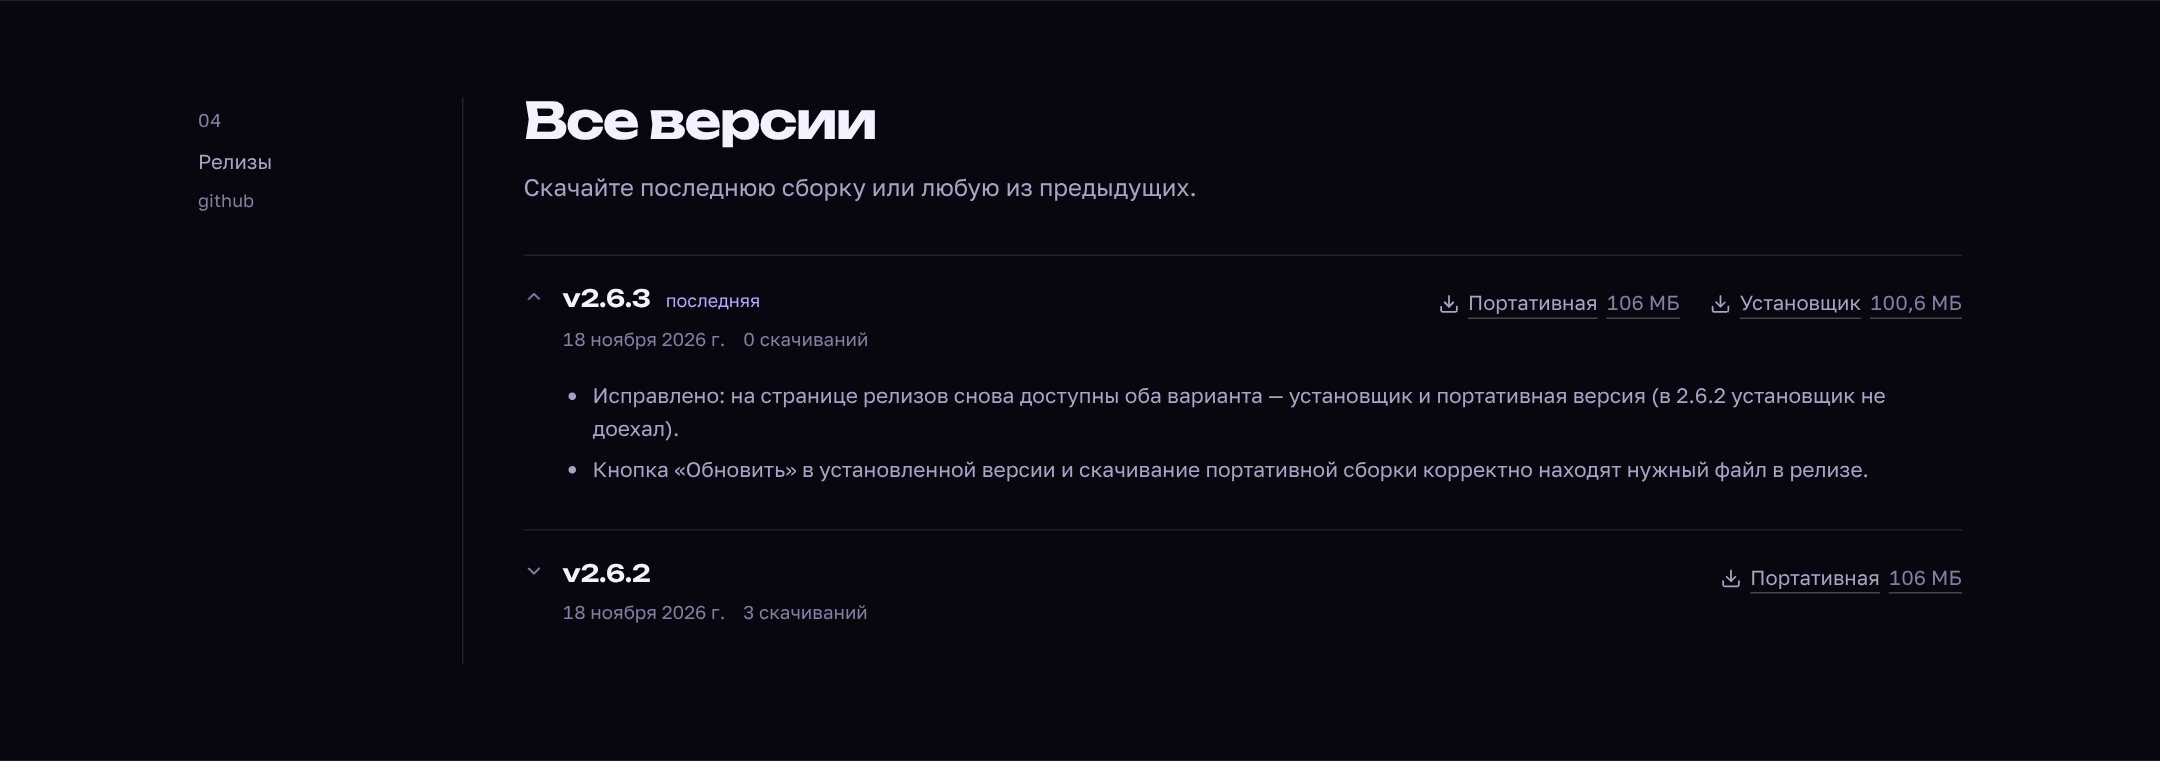 04
Релизы
github
Все версии
Скачайте последнюю сборку или любую из предыдущих.
v2.6.3 последняя
Портативная 106 МБ Установщик 100,6 МБ
18 ноября 2026 г. 0 скачиваний
• Исправлено: на странице релизов снова доступны оба варианта — установщик и портативная версия (в 2.6.2 установщик не
доехал).
• Кнопка «Обновить» в установленной версии и скачивание портативной сборки корректно находят нужный файл в релизе.
v2.6.2
Портативная 106 МБ
18 ноября 2026 г. 3 скачиваний